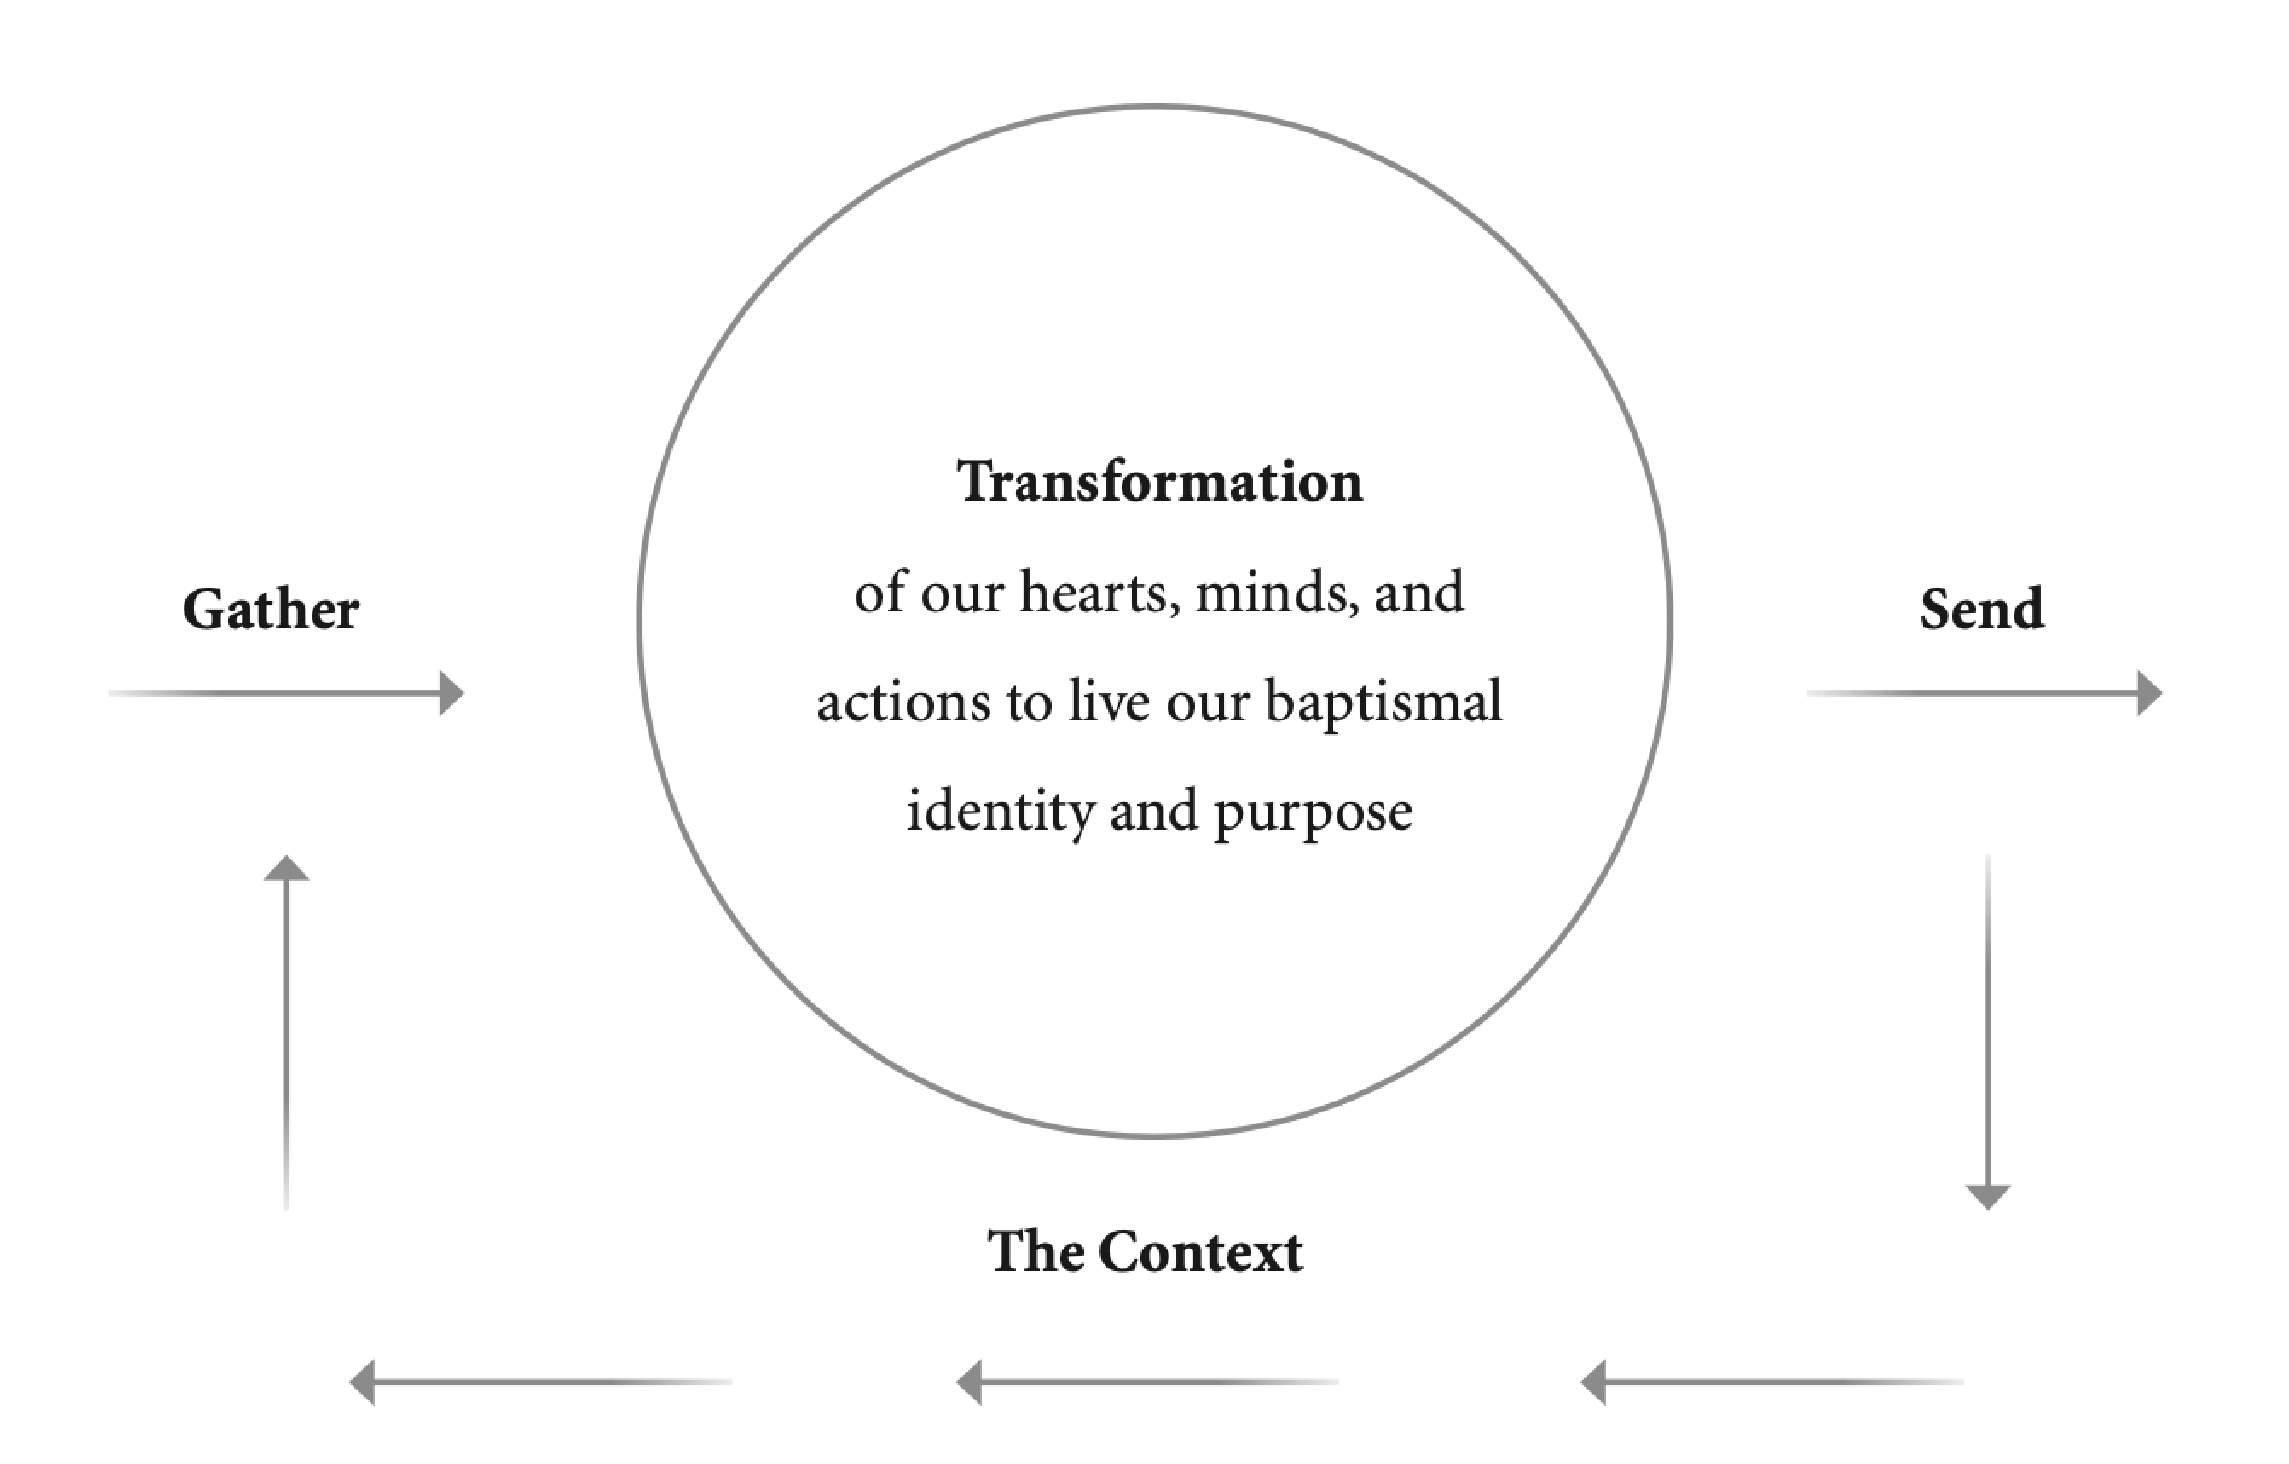 Transformation
of our hearts, minds, and
actions to live our baptismal
identity and purpose
Gather
Send
The Context